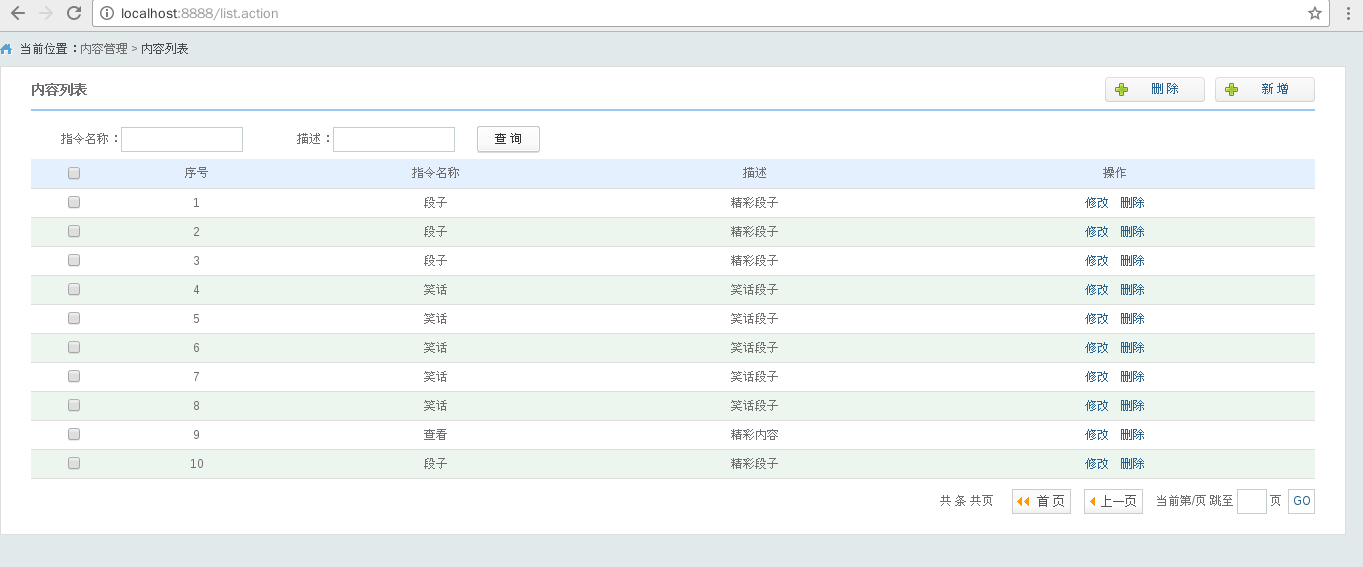 localhost:8888/list.action
当前位置：内容管理 > 内容列表
内容列表 删 除 新 增
指令名称： 描述： 查 询
序号 指令名称 描述 操作
1 段子 精彩段子 修改 删除
2 段子 精彩段子 修改 删除
3 段子 精彩段子 修改 删除
4 笑话 笑话段子 修改 删除
5 笑话 笑话段子 修改 删除
6 笑话 笑话段子 修改 删除
7 笑话 笑话段子 修改 删除
8 笑话 笑话段子 修改 删除
9 查看 精彩内容 修改 删除
10 段子 精彩段子 修改 删除
共 条 共页 首 页 上一页 当前第/页 跳至 页 GO